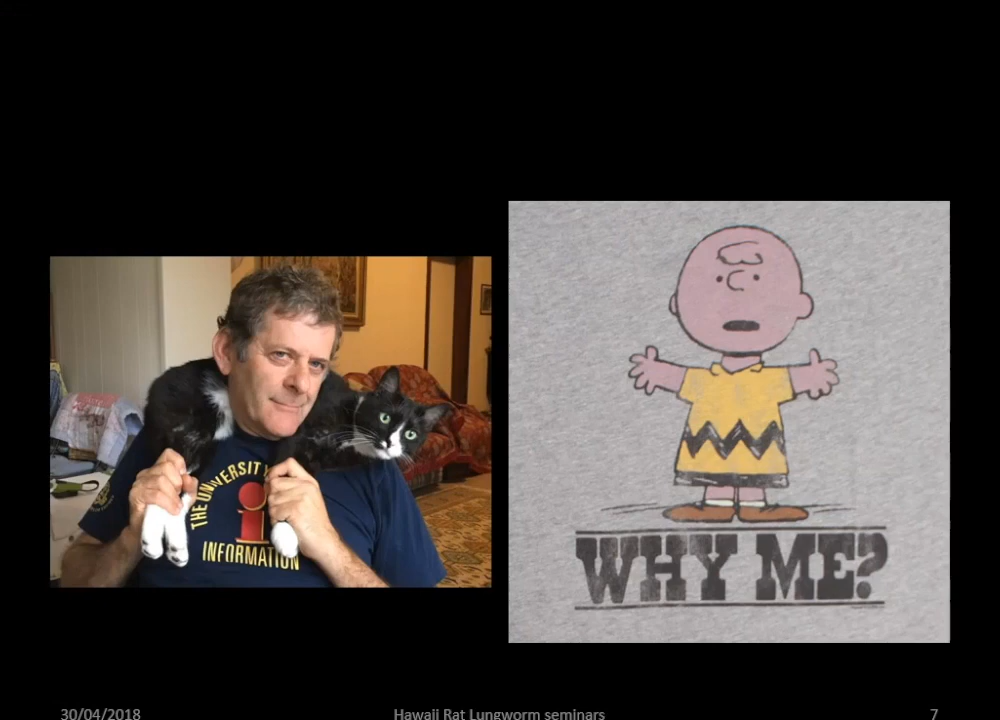 THE UNIVERSITY
i
INFORMATION
WHY ME?
30/04/2018
Hawaii Rat Lungworm seminars
7